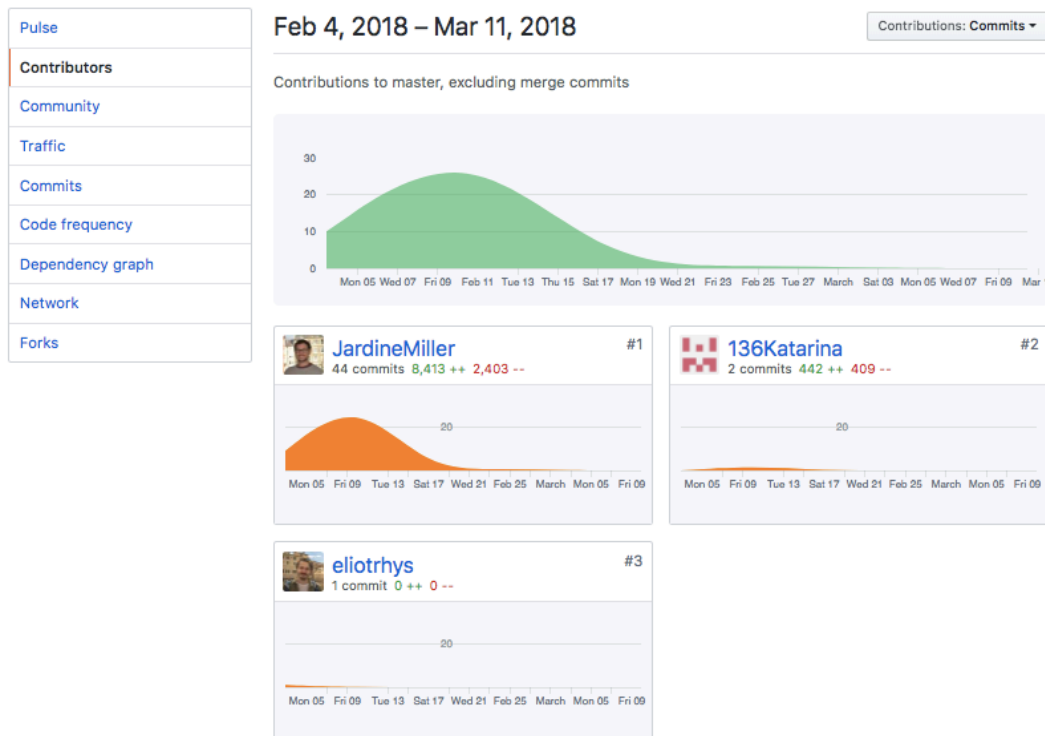 Pulse
Contributors
Community
Traffic
Commits
Code frequency
Dependency graph
Network
Forks
Feb 4, 2018 – Mar 11, 2018
Contributions: Commits
Contributions to master, excluding merge commits
30
20
10
0
Mon 05 Wed 07 Fri 09 Feb 11 Tue 13 Thu 15 Sat 17 Mon 19 Wed 21 Fri 23 Feb 25 Tue 27 March Sat 03 Mon 05 Wed 07 Fri 09 Mar
JardineMiller #1
44 commits 8,413 ++ 2,403 --
20
Mon 05 Fri 09 Tue 13 Sat 17 Wed 21 Feb 25 March Mon 05 Fri 09
136Katarina #2
2 commits 442 ++ 409 --
20
Mon 05 Fri 09 Tue 13 Sat 17 Wed 21 Feb 25 March Mon 05 Fri 09
eliotrhys #3
1 commit 0 ++ 0 --
20
Mon 05 Fri 09 Tue 13 Sat 17 Wed 21 Feb 25 March Mon 05 Fri 09